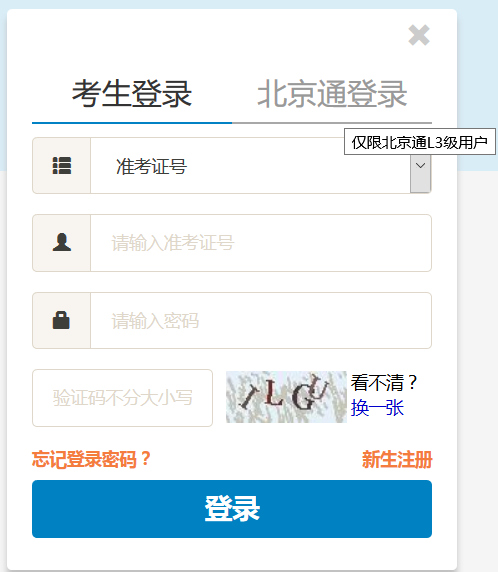 考生登录 北京通登录
仅限北京通L3级用户
准考证号
请输入准考证号
请输入密码
验证码不分大小写 ILGU 看不清？
换一张
忘记登录密码？ 新生注册
登录